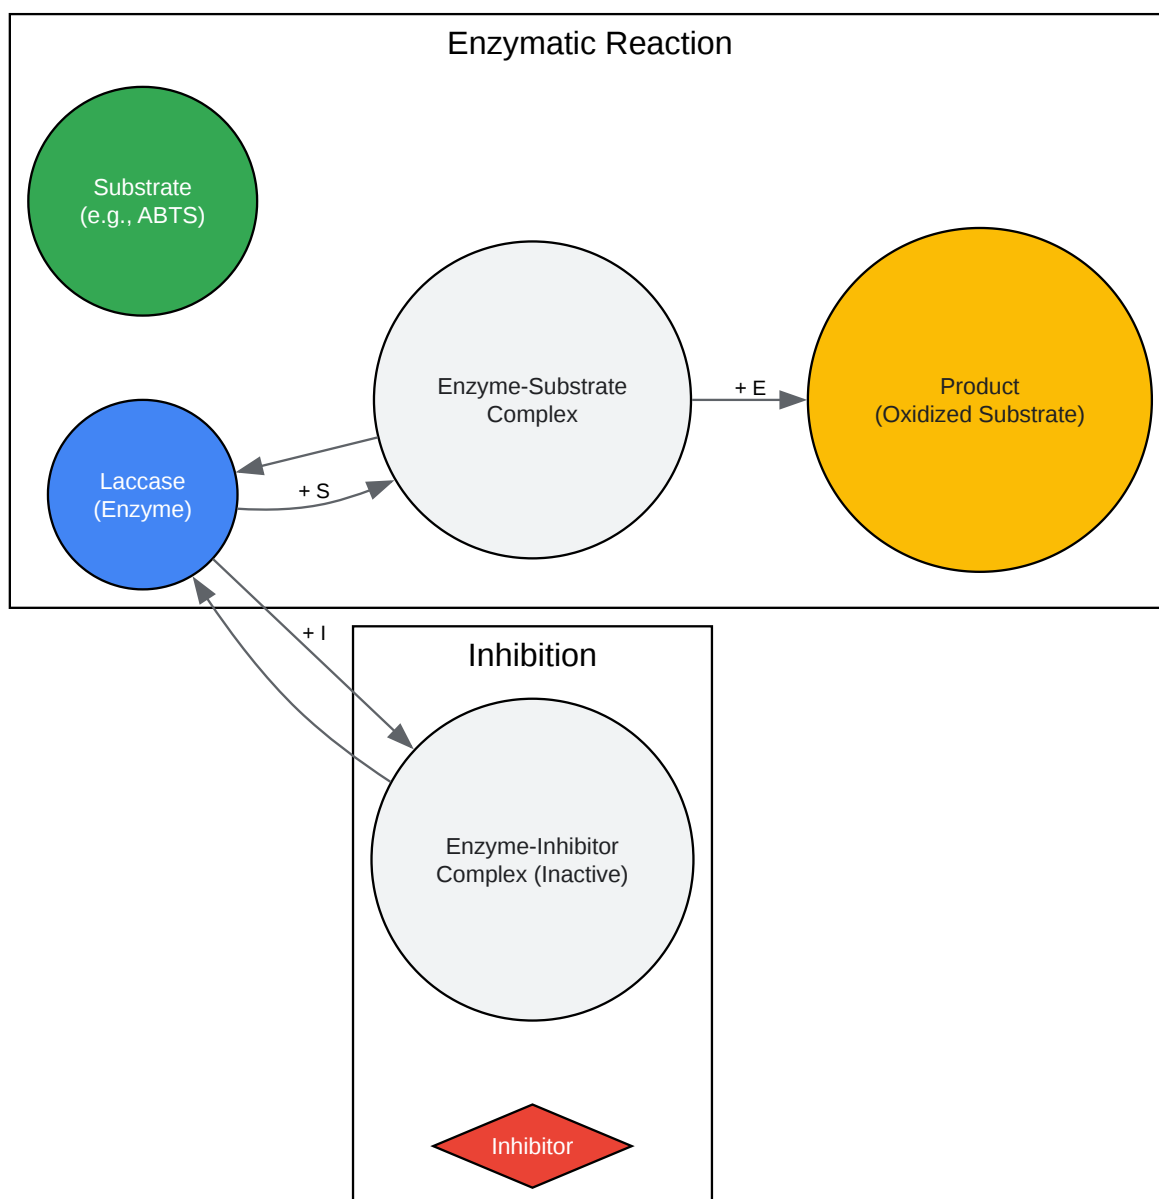 Enzymatic Reaction
Substrate
(e.g., ABTS)
Enzyme-Substrate
Complex
+ E
Product
(Oxidized Substrate)
Laccase
(Enzyme)
+ S
+ I
Inhibition
Enzyme-Inhibitor
Complex (Inactive)
Inhibitor